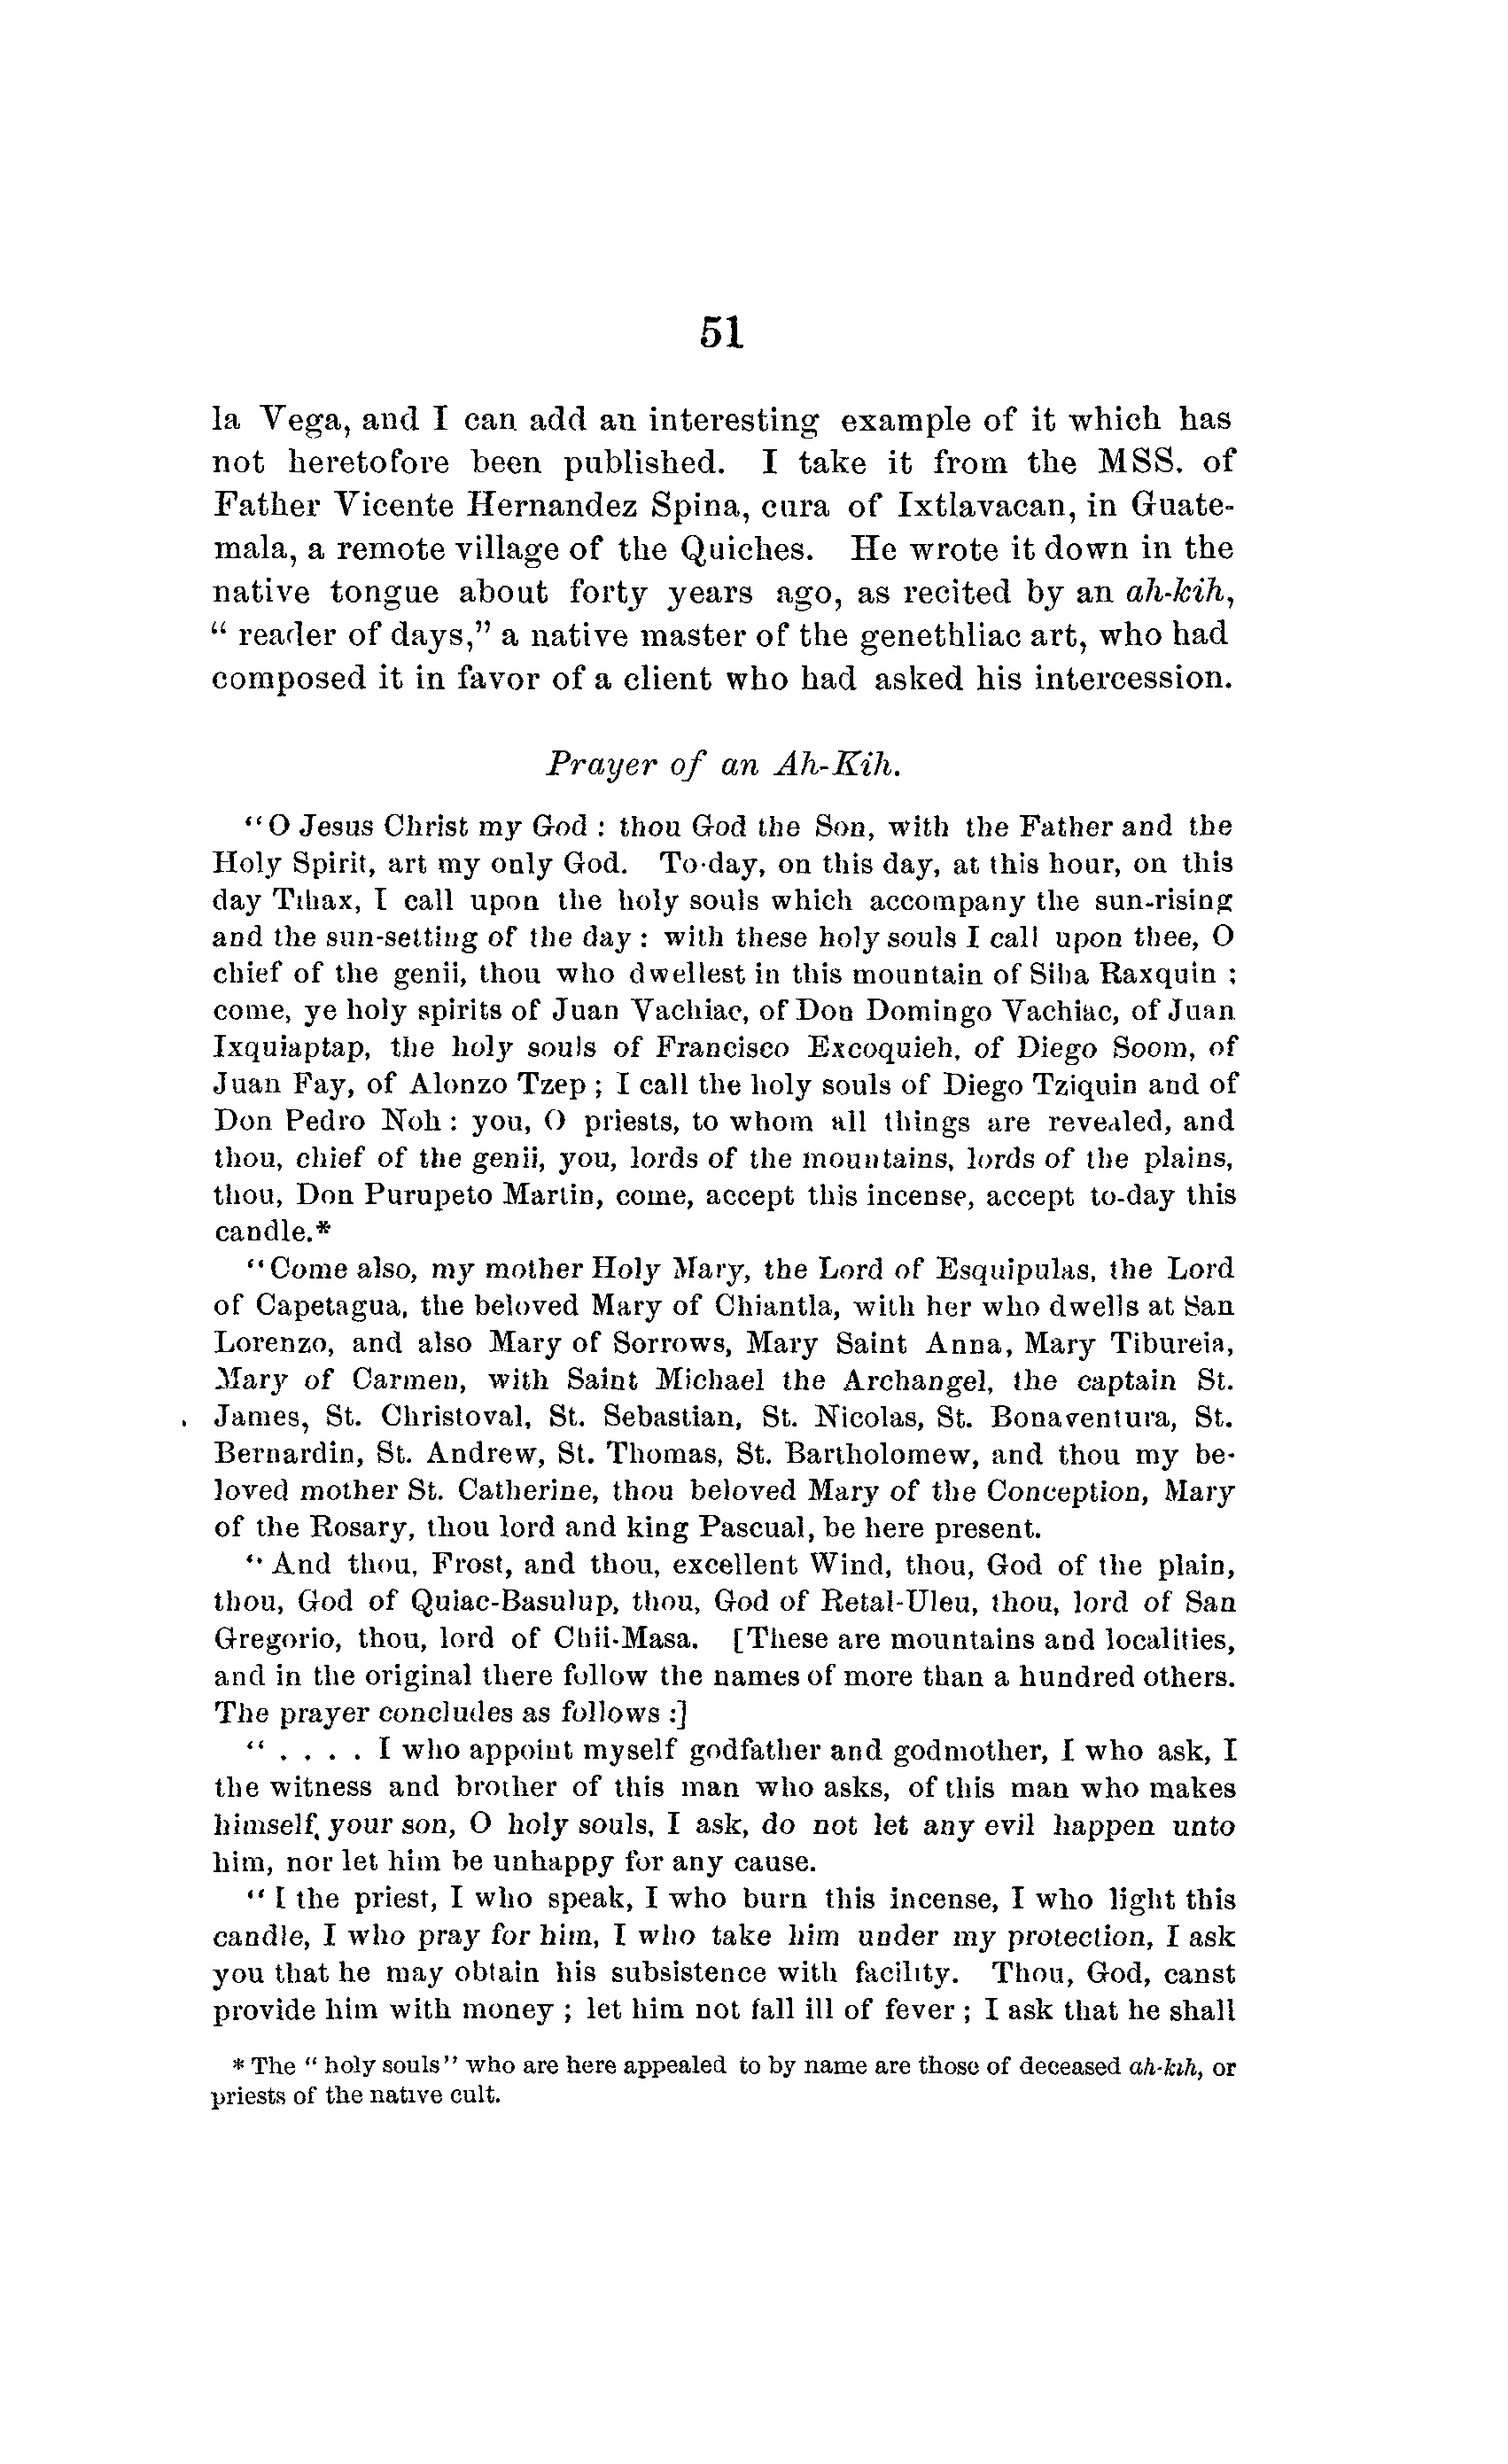 51
la Vega, and I can add an interesting example of it which has
not heretofore been published. I take it from the MSS. of
Father Vicente Hernandez Spina, cura of Ixtlavacan, in Guate-
mala, a remote village of the Quiches. He wrote it down in the
native tongue about forty years ago, as recited by an ah-kih,
" reader of days," a native master of the genethliac art, who had
composed it in favor of a client who had asked his intercession.
Prayer of an Ah-Kih.
"O Jesus Christ my God : thou God the Son, with the Father and the
Holy Spirit, art my only God. To-day, on this day, at this hour, on this
day Tihax, I call upon the holy souls which accompany the sun-rising
and the sun-setting of the day : with these holy souls I call upon thee, O
chief of the genii, thou who dwellest in this mountain of Siha Raxquin ;
come, ye holy spirits of Juan Vachiac, of Don Domingo Vachiac, of Juan
Ixquiaptap, the holy souls of Francisco Excoquieh, of Diego Soom, of
Juan Fay, of Alonzo Tzep ; I call the holy souls of Diego Tziquin and of
Don Pedro Noh : you, O priests, to whom all things are revealed, and
thou, chief of the genii, you, lords of the mountains, lords of the plains,
thou, Don Purupeto Martin, come, accept this incense, accept to-day this
candle.*
"Come also, my mother Holy Mary, the Lord of Esquipulas, the Lord
of Capetagua, the beloved Mary of Chiantla, with her who dwells at San
Lorenzo, and also Mary of Sorrows, Mary Saint Anna, Mary Tibureia,
Mary of Carmen, with Saint Michael the Archangel, the captain St.
James, St. Christoval, St. Sebastian, St. Nicolas, St. Bonaventura, St.
Bernardin, St. Andrew, St. Thomas, St. Bartholomew, and thou my be-
loved mother St. Catherine, thou beloved Mary of the Conception, Mary
of the Rosary, thou lord and king Pascual, be here present.
" And thou, Frost, and thou, excellent Wind, thou, God of the plain,
thou, God of Quiac-Basulup, thou, God of Retal-Uleu, thou, lord of San
Gregorio, thou, lord of Chii-Masa. [These are mountains and localities,
and in the original there follow the names of more than a hundred others.
The prayer concludes as follows :]
" . . . . I who appoint myself godfather and godmother, I who ask, I
the witness and brother of this man who asks, of this man who makes
himself, your son, O holy souls, I ask, do not let any evil happen unto
him, nor let him be unhappy for any cause.
" I the priest, I who speak, I who burn this incense, I who light this
candle, I who pray for him, I who take him under my protection, I ask
you that he may obtain his subsistence with facility. Thou, God, canst
provide him with money ; let him not fall ill of fever ; I ask that he shall
* The " holy souls" who are here appealed to by name are those of deceased ah-kih, or
priests of the native cult.